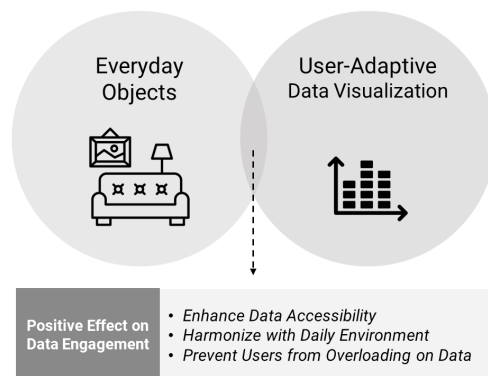 Everyday
Objects
User-Adaptive
Data Visualization
Positive Effect on
Data Engagement
• Enhance Data Accessibility
• Harmonize with Daily Environment
• Prevent Users from Overloading on Data